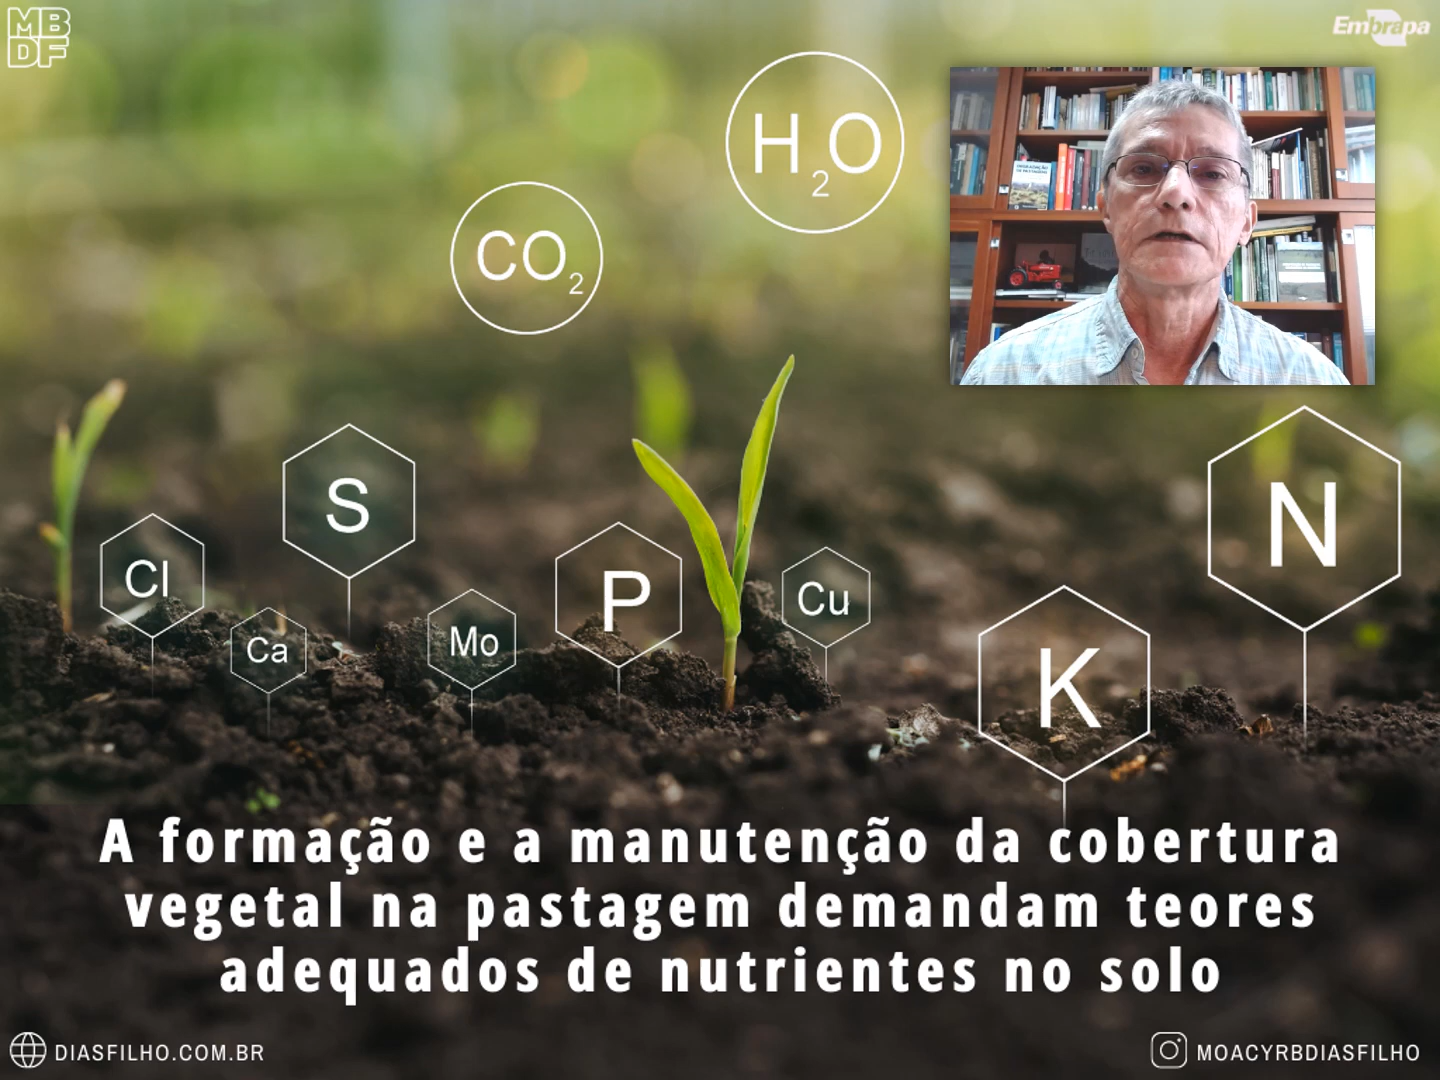 MB
DF
Embrapa
H2O
CO2
N
S
Cl
P
Cu
Ca
Mo
K
A formação e a manutenção da cobertura
vegetal na pastagem demandam teores
adequados de nutrientes no solo
DIASFILHO.COM.BR
MOACYRBDIASFILHO